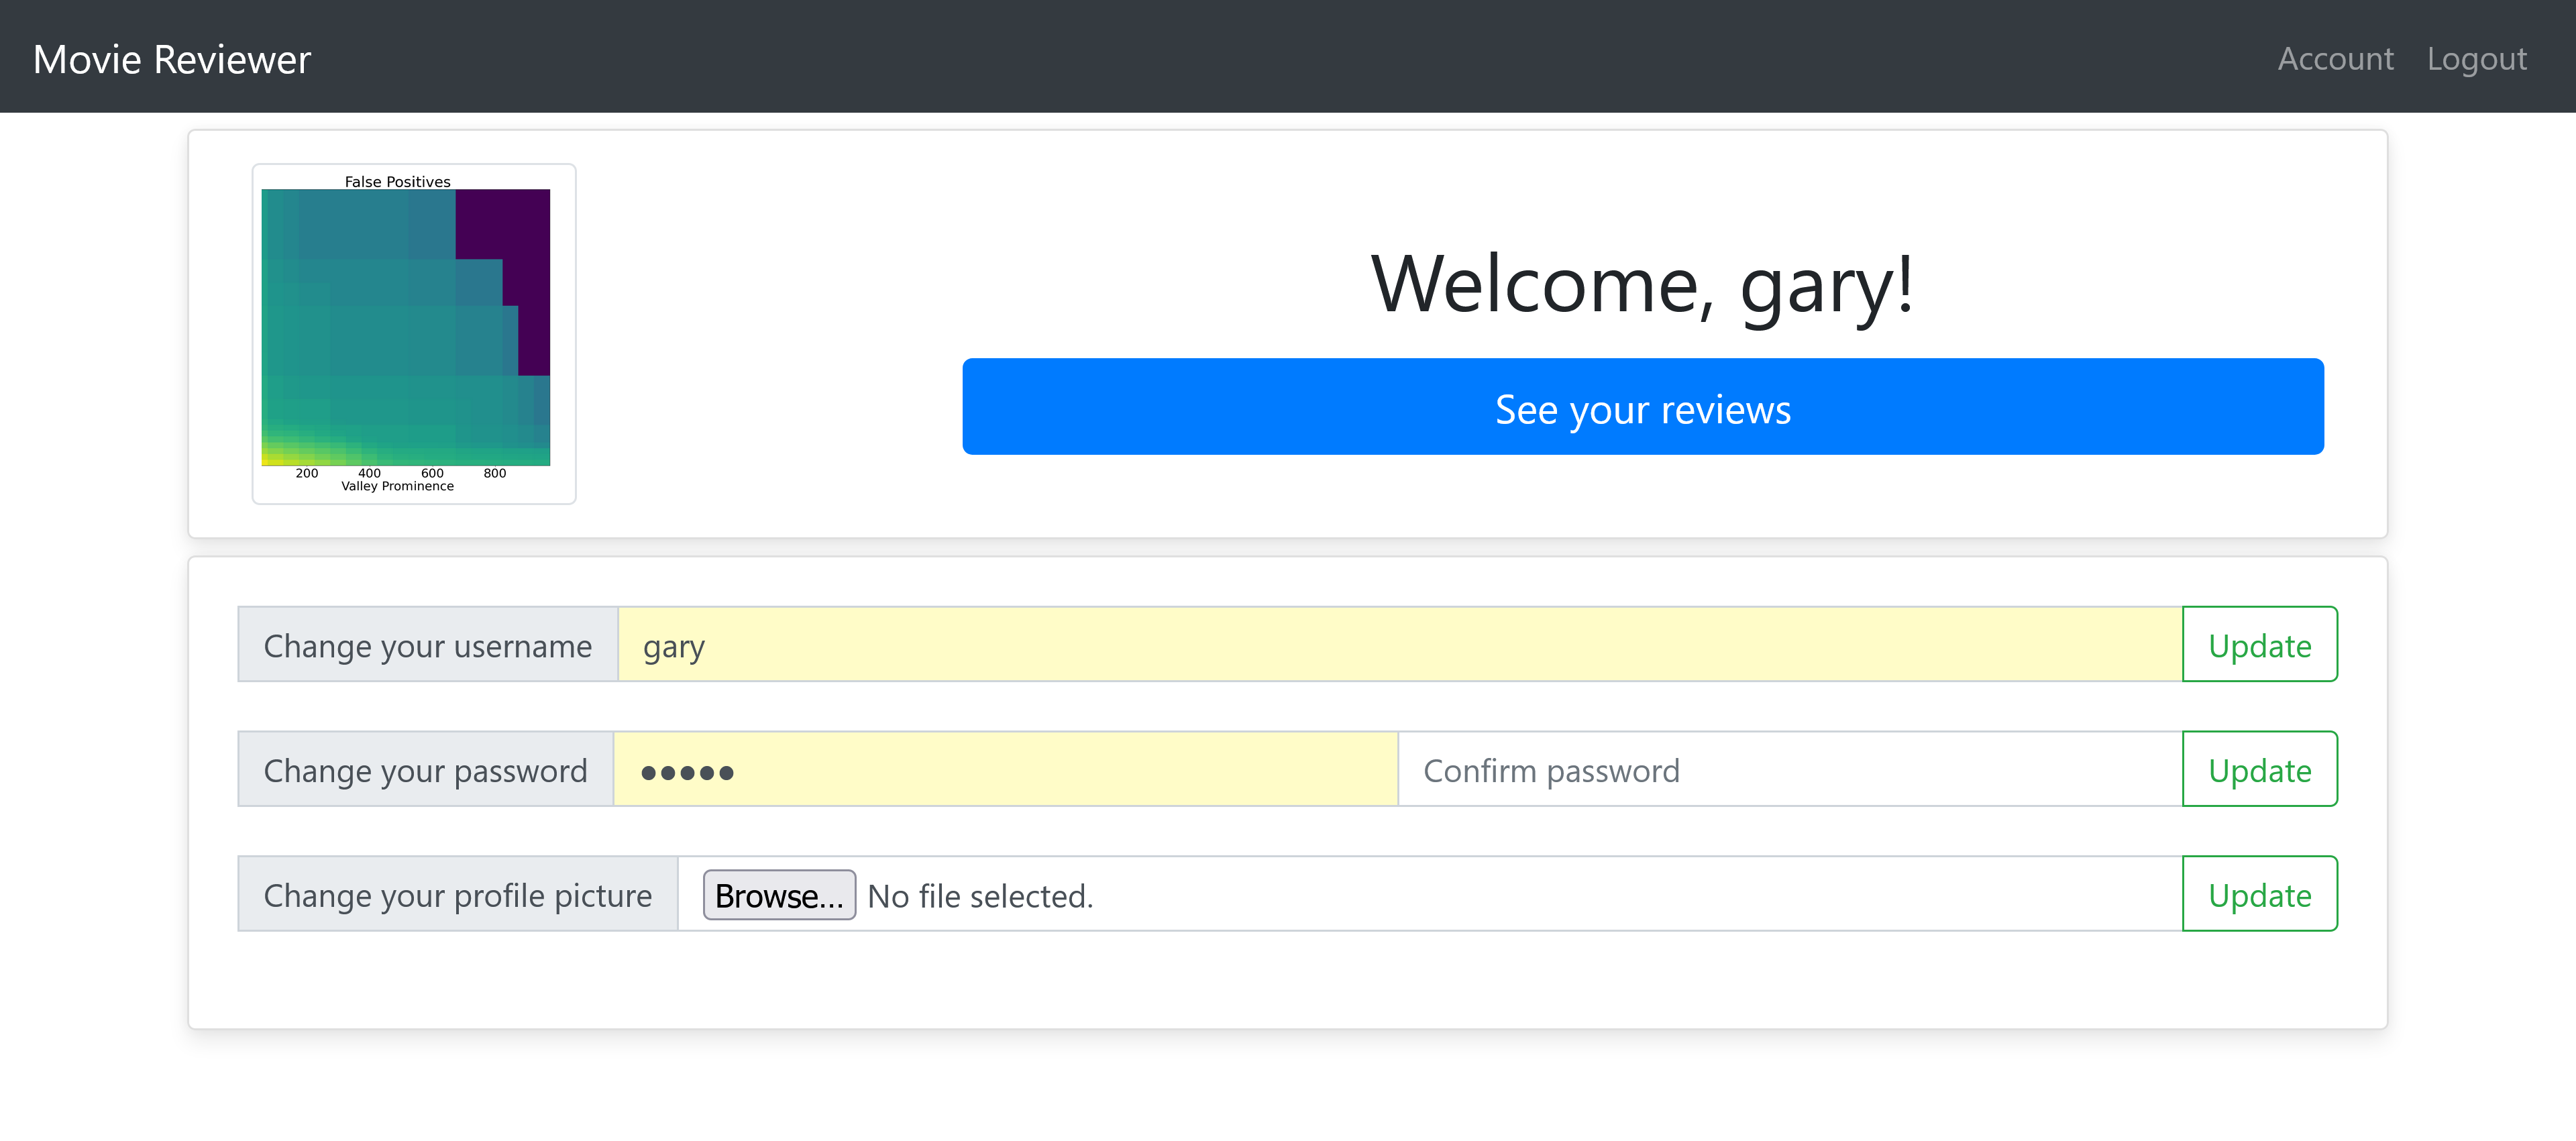 Movie Reviewer
Account Logout
False Positives
200 400 600 800
Valley Prominence
Welcome, gary!
See your reviews
Change your username gary Update
Change your password ●●●●● Confirm password Update
Change your profile picture Browse... No file selected. Update